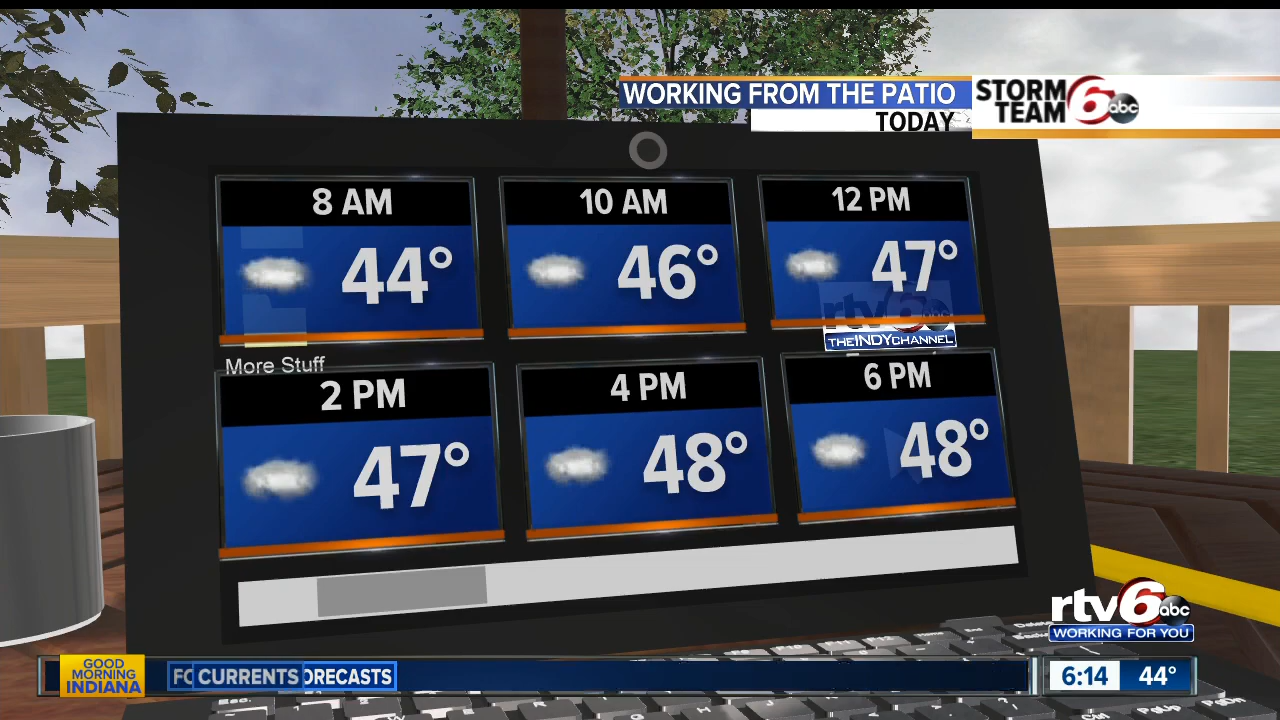 WORKING FROM THE PATIO
TODAY
STORM
TEAM 6 abc
8 AM
44°
10 AM
46°
12 PM
47°
rtv6 abc
THEINDYCHANNEL
More Stuff
2 PM
47°
4 PM
48°
6 PM
48°
rtv6 abc
WORKING FOR YOU
GOOD
MORNING
INDIANA
CURRENTS
6:14
44°